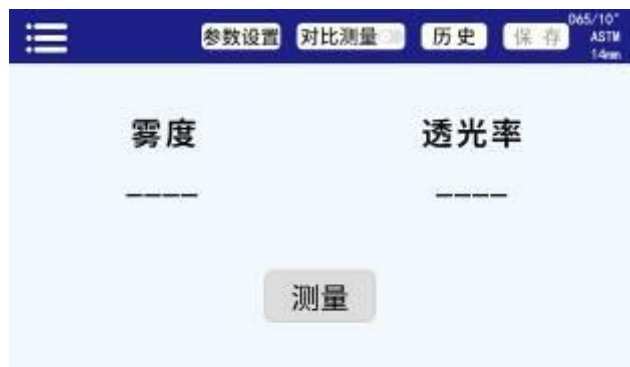 参数设置 对比测量 历史 保存
D65/10°
ASTM
14mm
雾度 透光率
---- ----
测量